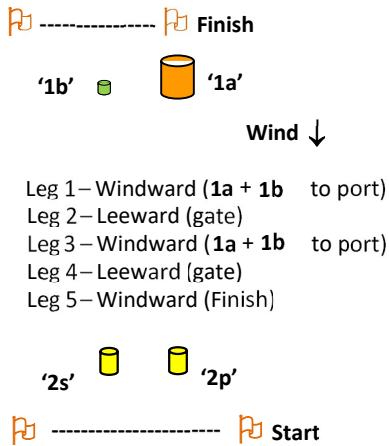 Finish
'1b' '1a'
Wind
Leg 1 – Windward (1a + 1b to port)
Leg 2 – Leeward (gate)
Leg 3 – Windward (1a + 1b to port)
Leg 4 – Leeward (gate)
Leg 5 – Windward (Finish)
'2s' '2p'
Start